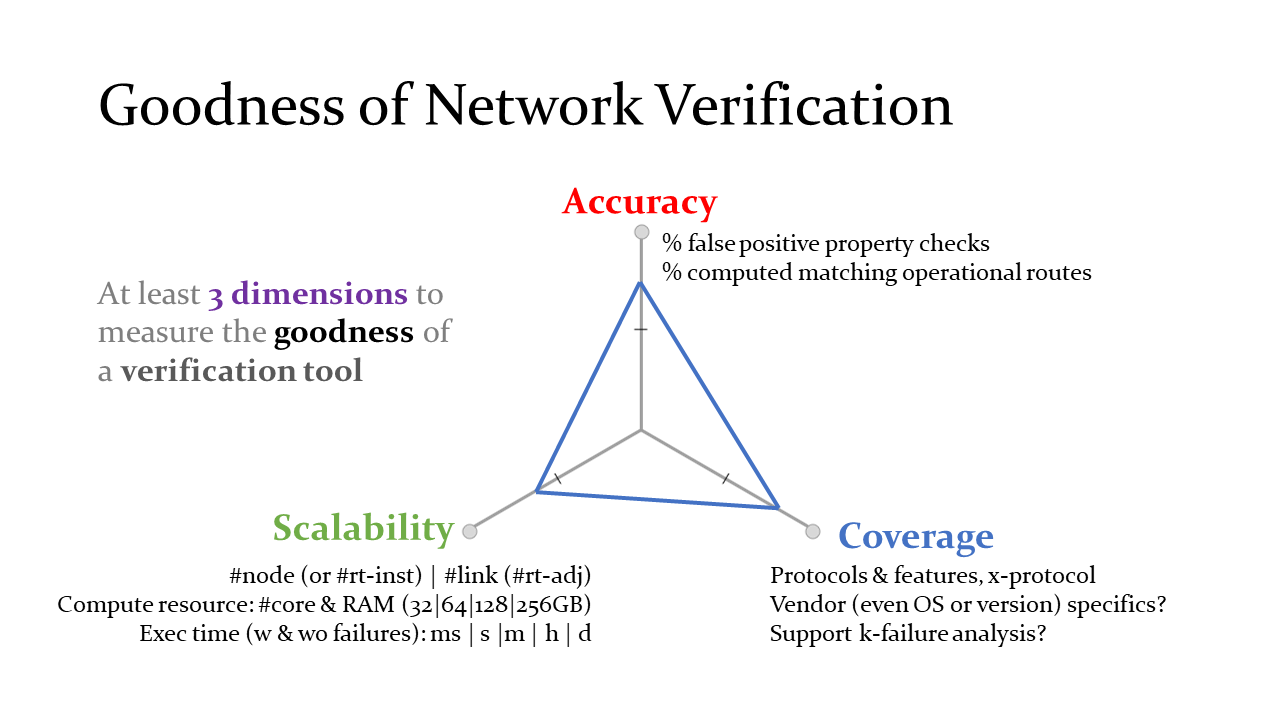 Goodness of Network Verification
Accuracy
% false positive property checks
% computed matching operational routes
At least 3 dimensions to
measure the goodness of
a verification tool
Scalability
#node (or #rt-inst) | #link (#rt-adj)
Compute resource: #core & RAM (32|64|128|256GB)
Exec time (w & wo failures): ms | s |m | h | d
Coverage
Protocols & features, x-protocol
Vendor (even OS or version) specifics?
Support k-failure analysis?